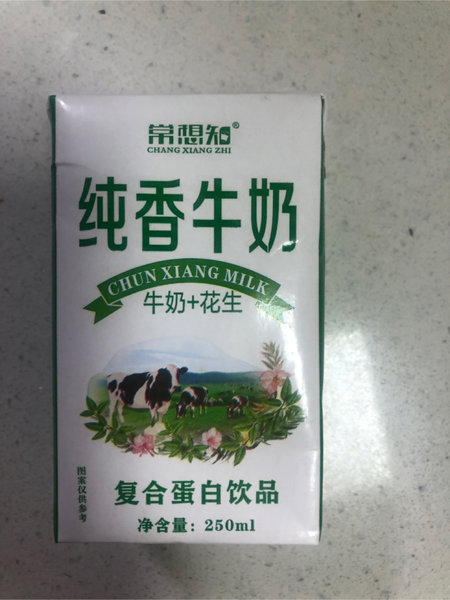 常想知®
CHANG XIANG ZHI
纯香牛奶
CHUN XIANG MILK
牛奶+花生
图案仅供参考
复合蛋白饮品
净含量：250ml